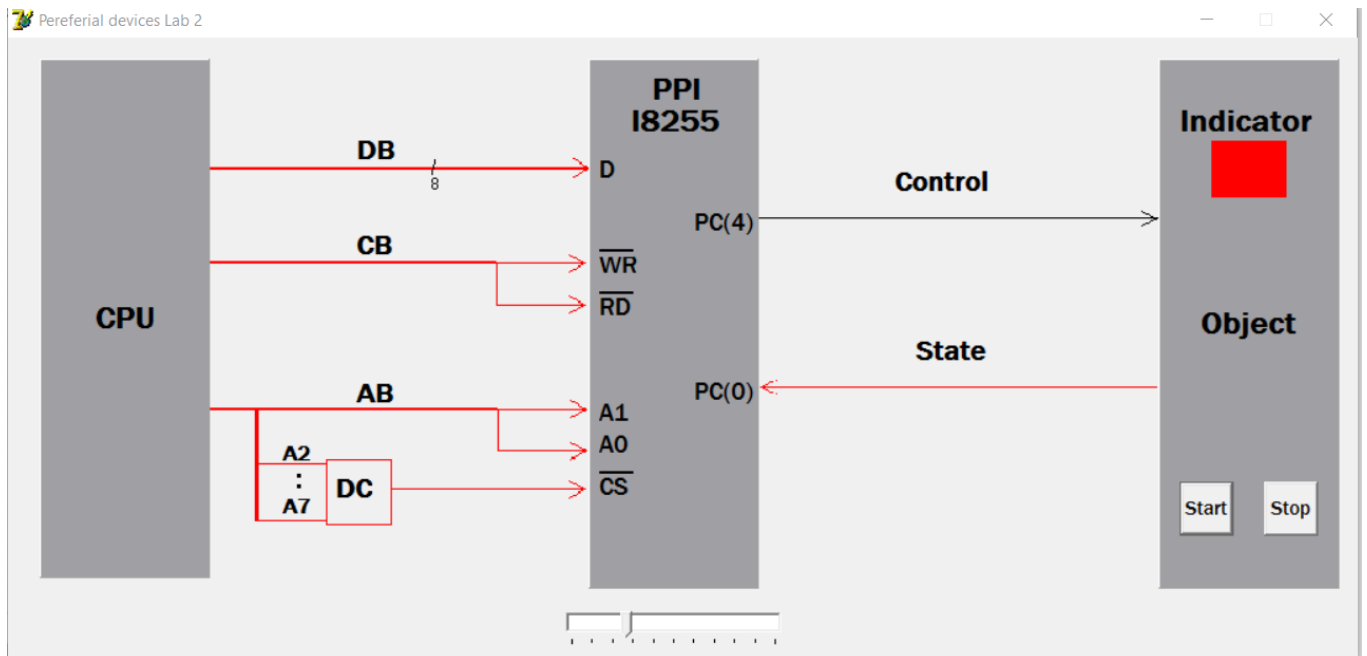 Pereferial devices Lab 2
PPI
I8255
Indicator
DB
8
D
Control
PC(4)
CB
WR
RD
CPU
Object
State
AB
PC(0)
A1
A0
A2
:
A7
DC
CS
Start
Stop